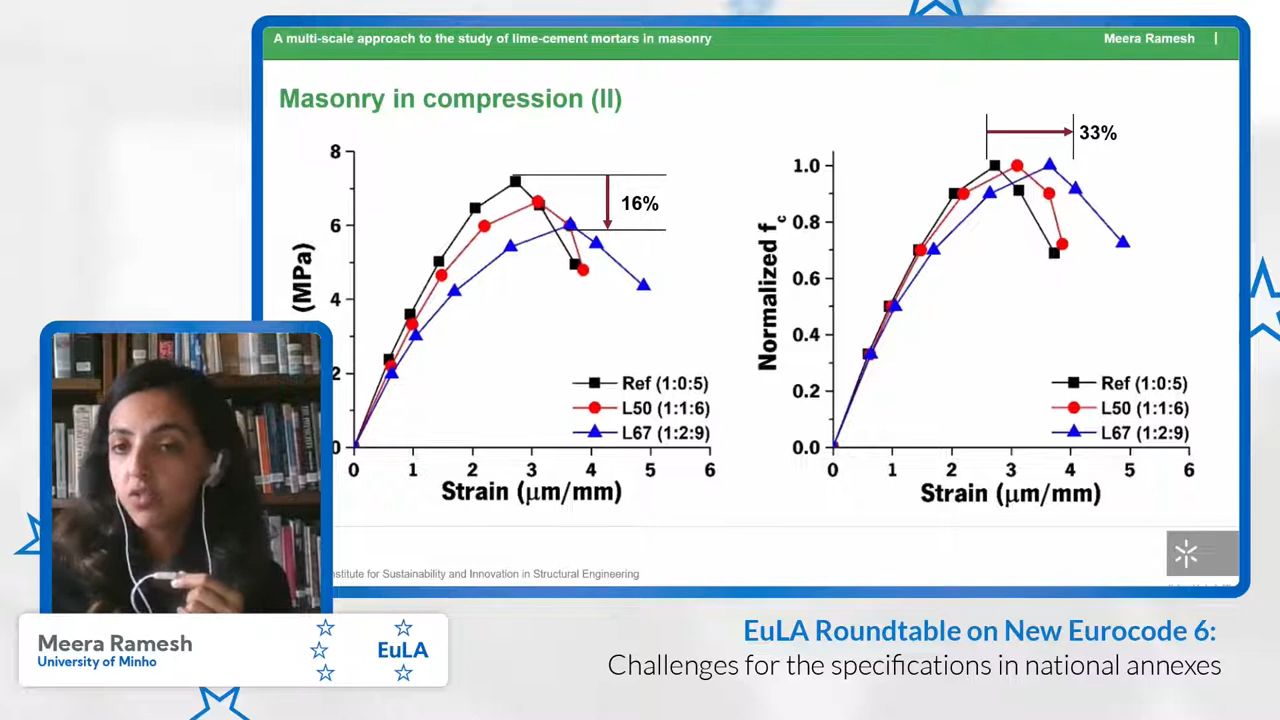 A multi-scale approach to the study of lime-cement mortars in masonry
Meera Ramesh |
Masonry in compression (II)
8
6
4
2
0
(MPa)
16%
Ref (1:0:5)
L50 (1:1:6)
L67 (1:2:9)
0 1 2 3 4 5 6
Strain (μm/mm)
33%
1.0
0.8
0.6
0.4
0.2
0.0
Normalized fc
Ref (1:0:5)
L50 (1:1:6)
L67 (1:2:9)
0 1 2 3 4 5 6
Strain (μm/mm)
for Sustainability and Innovation in Structural Engineering
Meera Ramesh
University of Minho
EuLA
EuLA Roundtable on New Eurocode 6:
Challenges for the specifications in national annexes